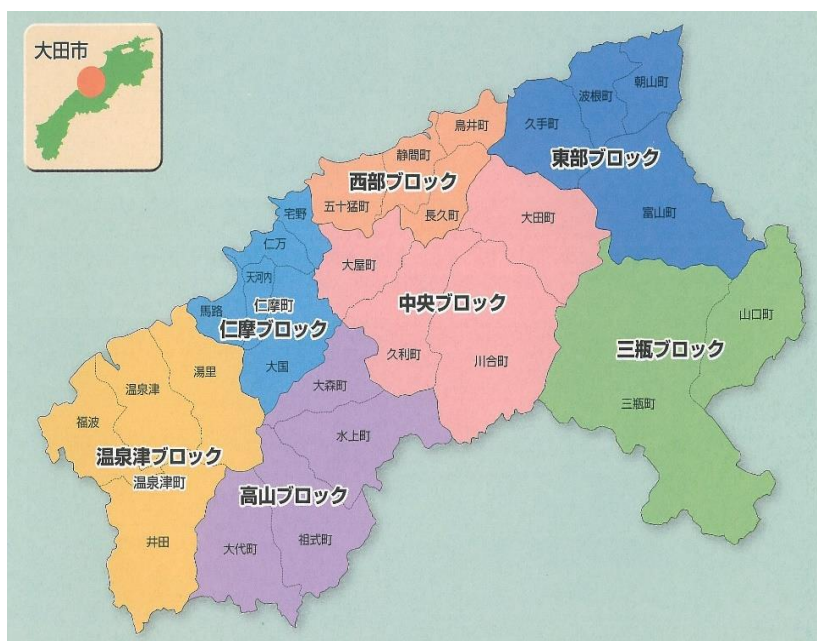 大田市
朝山町
波根町
久手町
東部ブロック
富山町
鳥井町
静間町
西部ブロック
五十猛町
長久町
大田町
大屋町
中央ブロック
久利町
川合町
山口町
三瓶ブロック
三瓶町
宅野
仁万
天河内
仁摩町
馬路
仁摩ブロック
大国
湯里
温泉津
福波
温泉津ブロック
温泉津町
井田
大森町
水上町
高山ブロック
祖式町
大代町